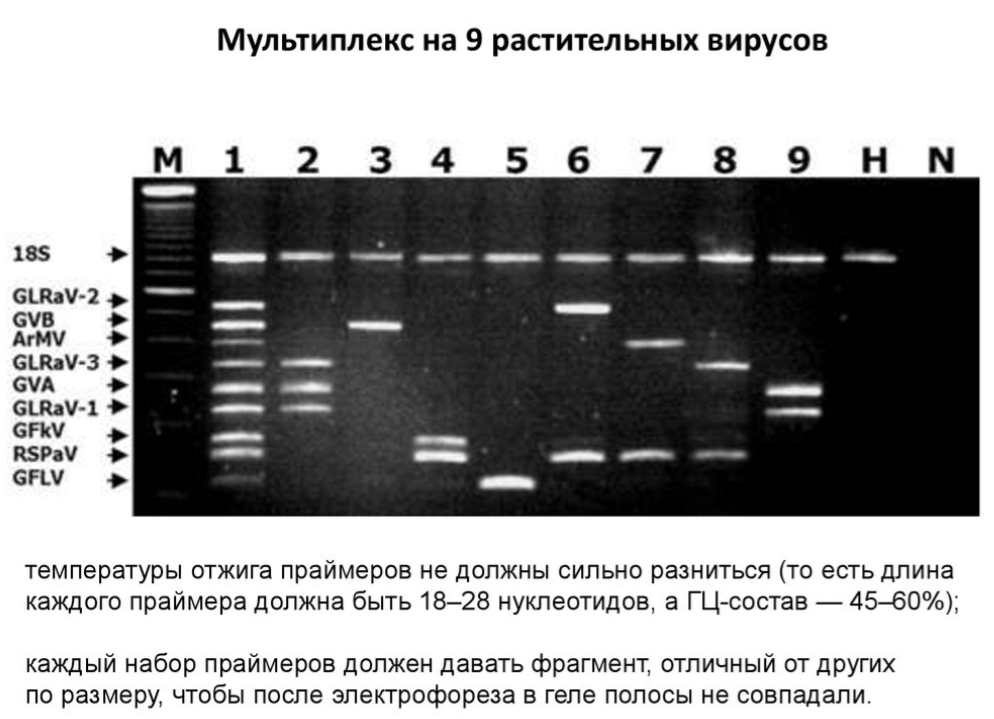 Мультиплекс на 9 растительных вирусов
M 1 2 3 4 5 6 7 8 9 H N
18S
GLRaV-2
GVB
ArMV
GLRaV-3
GVA
GLRaV-1
GFkV
RSPaV
GFLV
температуры отжига праймеров не должны сильно разниться (то есть длина
каждого праймера должна быть 18–28 нуклеотидов, а ГЦ-состав — 45–60%);
каждый набор праймеров должен давать фрагмент, отличный от других
по размеру, чтобы после электрофореза в геле полосы не совпадали.